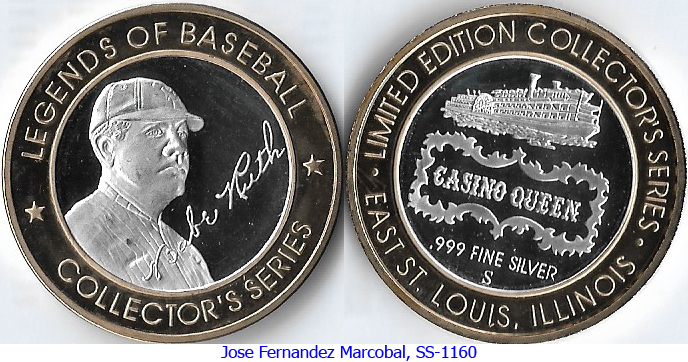 LEGENDS OF BASEBALL
Babe Ruth
COLLECTOR'S SERIES
LIMITED EDITION COLLECTOR'S SERIES
CASINO QUEEN
.999 FINE SILVER
S
EAST ST. LOUIS, ILLINOIS
Jose Fernandez Marcobal, SS-1160